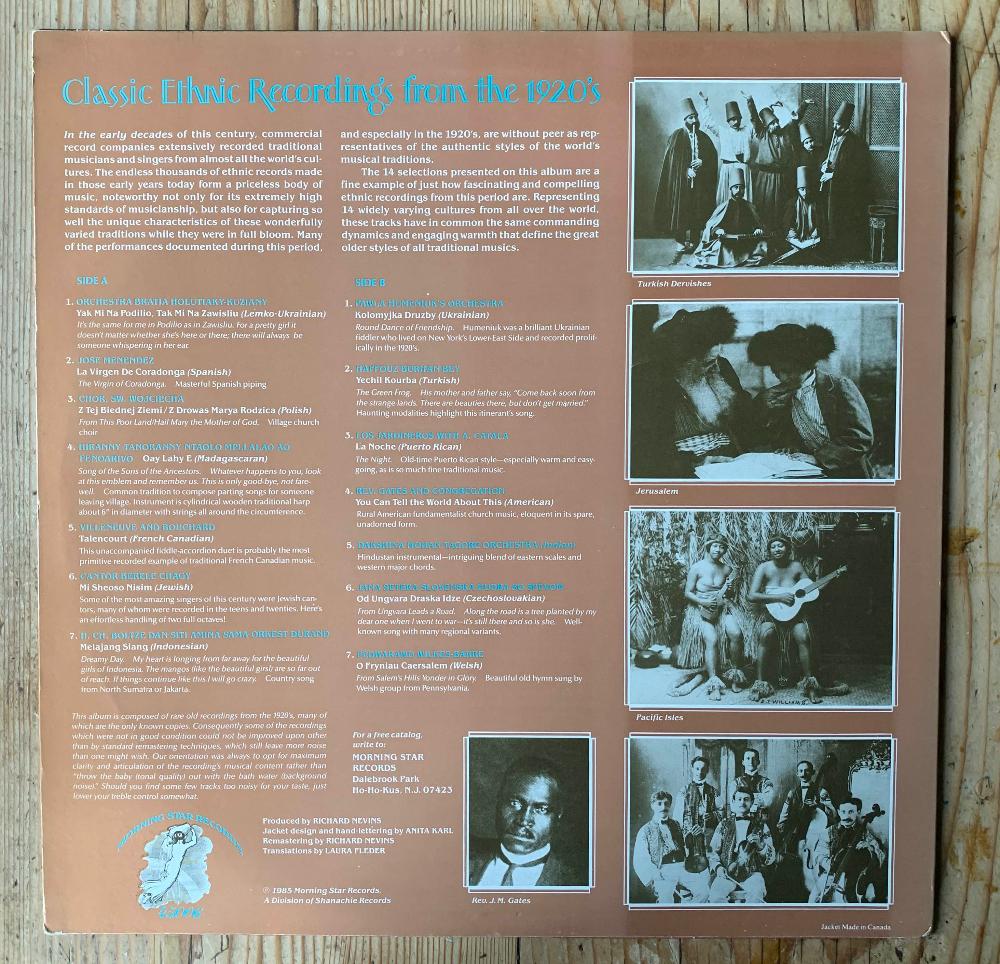 Classic Ethnic Recordings from the 1920's
In the early decades of this century, commercial
record companies extensively recorded traditional
musicians and singers from almost all the world's cul-
tures. The endless thousands of ethnic records made
in those early years today form a priceless body of
music, noteworthy not only for its extremely high
standards of musicianship, but also for capturing so
well the unique characteristics of these wonderfully
varied traditions while they were in full bloom. Many
of the performances documented during this period,
and especially in the 1920's, are without peer as rep-
resentatives of the authentic styles of the world's
musical traditions.
The 14 selections presented on this album are a
fine example of just how fascinating and compelling
ethnic recordings from this period are. Representing
14 widely varying cultures from all over the world,
these tracks have in common the same commanding
dynamics and engaging warmth that define the great
older styles of all traditional musics.
SIDE A
1. ORCHESTRA BRATIA HOLUTIAKY-KUZIANY
Yak Mi Na Podilio, Tak Mi Na Zawisliu (Lemko-Ukrainian)
It's the same for me in Podilio as in Zawisliu. For a pretty girl it
doesn't matter whether she's here or there; there will always be
someone whispering in her ear.
2. JOSE MENENDEZ
La Virgen De Coradonga (Spanish)
The Virgin of Coradonga. Masterful Spanish piping
3. CHOR. SW. WOJCIECHA
Z Tej Biednej Ziemi/Z Drowas Marya Rodzica (Polish)
From This Poor Land/Hail Mary the Mother of God. Village church
choir
4. HIRANNY TANORANNY NTAOLO MPILALAO AO
FENOARIVO Oay Lahy E (Madagascaran)
Song of the Sons of the Ancestors. Whatever happens to you, look
at this emblem and remember us. This is only good-bye, not fare-
well. Common tradition to compose parting songs for someone
leaving village. Instrument is cylindrical wooden traditional harp
about 6" in diameter with strings all around the circumference.
5. VILLENEUVE AND BOUCHARD
Talencourt (French Canadian)
This unaccompanied fiddle-accordion duet is probably the most
primitive recorded example of traditional French Canadian music.
6. CANTOR BERELE CHAGY
Mi Sheoso Nisim (Jewish)
Some of the most amazing singers of this century were Jewish can-
tors, many of whom were recorded in the teens and twenties. Here's
an effortless handling of two full octaves!
7. H. CH. BOLTZE DAN SITI AMINA SAMA ORKEST DURAND
Melajang Slang (Indonesian)
Dreamy Day. My heart is longing from far away for the beautiful
girls of Indonesia. The mangos (like the beautiful girsl) are so far out
of reach. If things continue like this I will go crazy. Country song
from North Sumatra or Jakarta.
SIDE B
1. PAWLA HUMENIUK'S ORCHESTRA
Kolomyjka Druzby (Ukrainian)
Round Dance of Friendship. Humeniuk was a brilliant Ukrainian
fiddler who lived on New York's Lower-East Side and recorded prolif-
ically in the 1920's.
2. HAFFOUZ BURHAN BEY
Yechil Kourba (Turkish)
The Green Frog. His mother and father say, "Come back soon from
the strange lands. There are beauties there, but don't get married."
Haunting modalities highlight this itinerant's song.
3. LOS JARDINEROS WITH A. CATALA
La Noche (Puerto Rican)
The Night. Old-time Puerto Rican style—especially warm and easy-
going, as is so much fine traditional music.
4. REV. GATES AND CONGREGATION
You Can Tell the World About This (American)
Rural American fundamentalist church music, eloquent in its spare,
unadorned form.
5. DAKSHINA MOHAN TAGORE ORCHESTRA (Indian)
Hindustan instrumental—intriguing blend of eastern scales and
western major chords.
6. JANA SETEKA SLOVENSKA HUDBA SO SPEVOM
Od Ungvara Draska Idze (Czechoslovakian)
From Ungvara Leads a Road. Along the road is a tree planted by my
dear one when I went to war—it's still there and so is she. Well-
known song with many regional variants.
7. WILKES-BARRE
O Fryniau Caersalem (Welsh)
From Salem's Hills Yonder in Glory. Beautiful old hymn sung by
Welsh group from Pennsylvania.
This album is composed of rare old recordings from the 1920's, many of
which are the only known copies. Consequently some of the recordings
which were not in good condition could not be improved upon other
than by standard remastering techniques, which still leave more noise
than one might wish. Our orientation was always to opt for maximum
clarity and articulation of the recording's musical content rather than
"throw the baby (tonal quality) out with the bath water (background
noise)." Should you find some few tracks too noisy for your taste, just
lower your treble control somewhat.
For a free catalog,
write to:
MORNING STAR
RECORDS
Dalebrook Park
Ho-Ho-Kus, N.J. 07423
MORNING STAR RECORDS
45006
Produced by RICHARD NEVINS
Jacket design and hand-lettering by ANITA KARL
Remastering by RICHARD NEVINS
Translations by LAURA FLEDER
℗ 1985 Morning Star Records.
A Division of Shanachie Records
Rev. J. M. Gates
Turkish Dervishes
Jerusalem
J. WILLIAMS.
Pacific Isles
Jacket Made in Canada